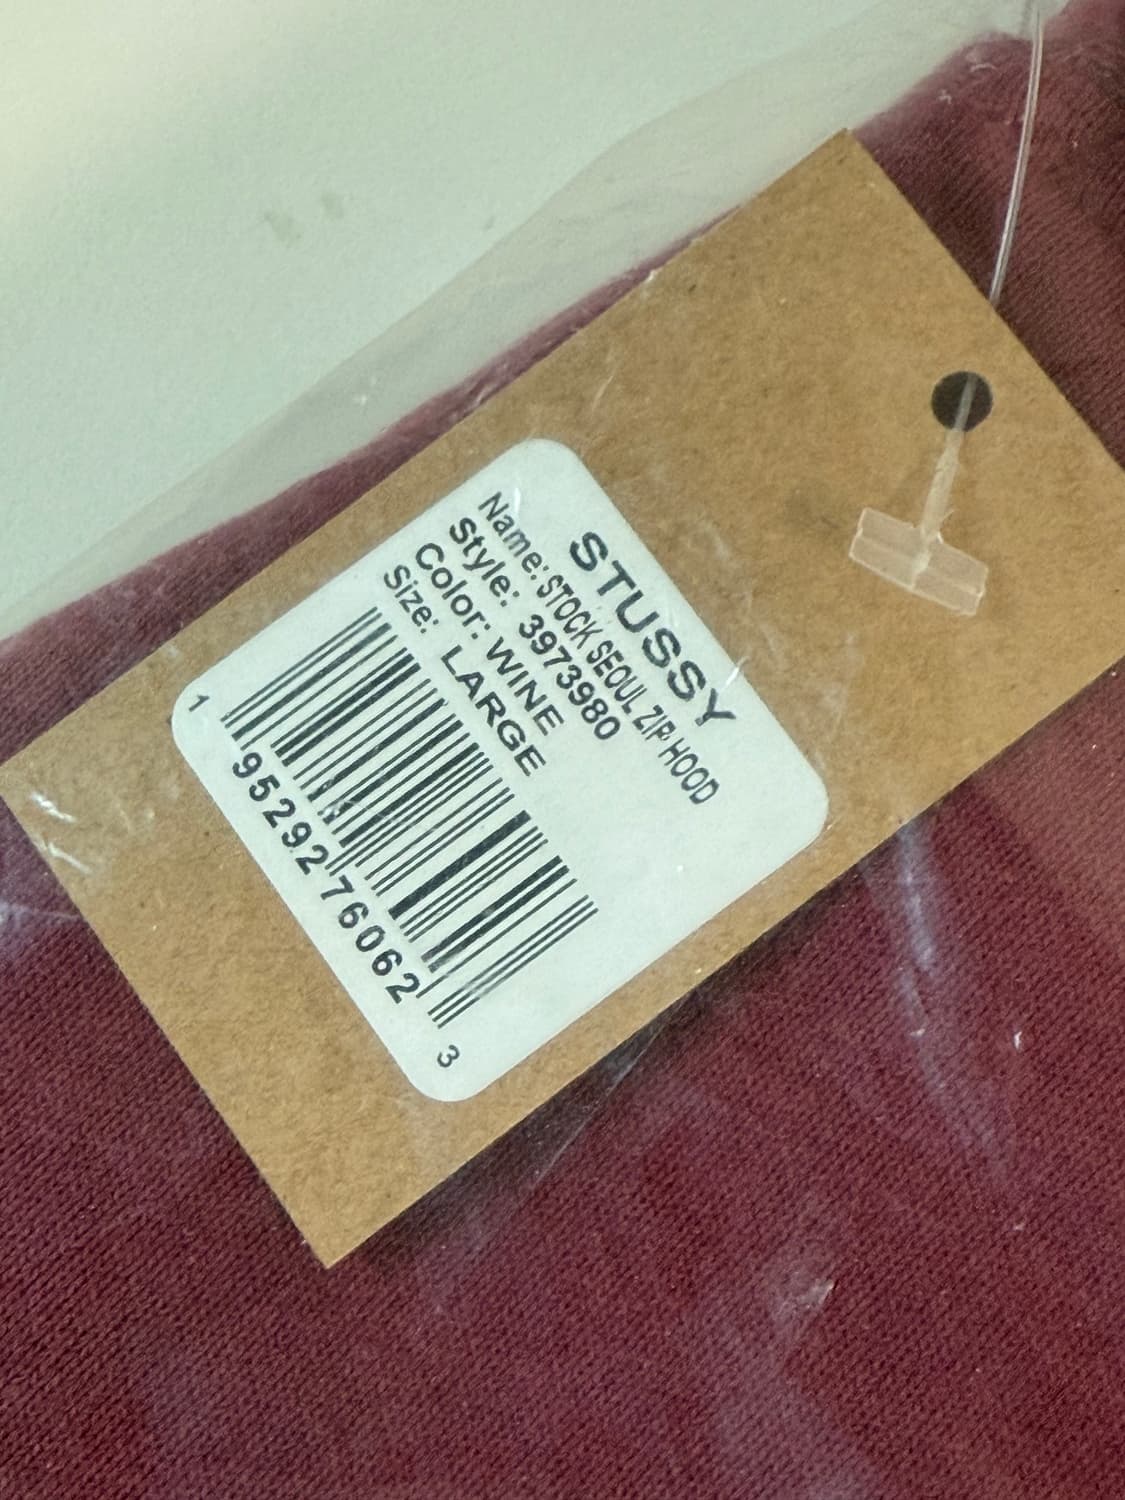 STUSSY
Name: STOCK SEOUL ZIP HOOD
Style: 3973980
Color: WINE
Size: LARGE
1 95292 76062 3